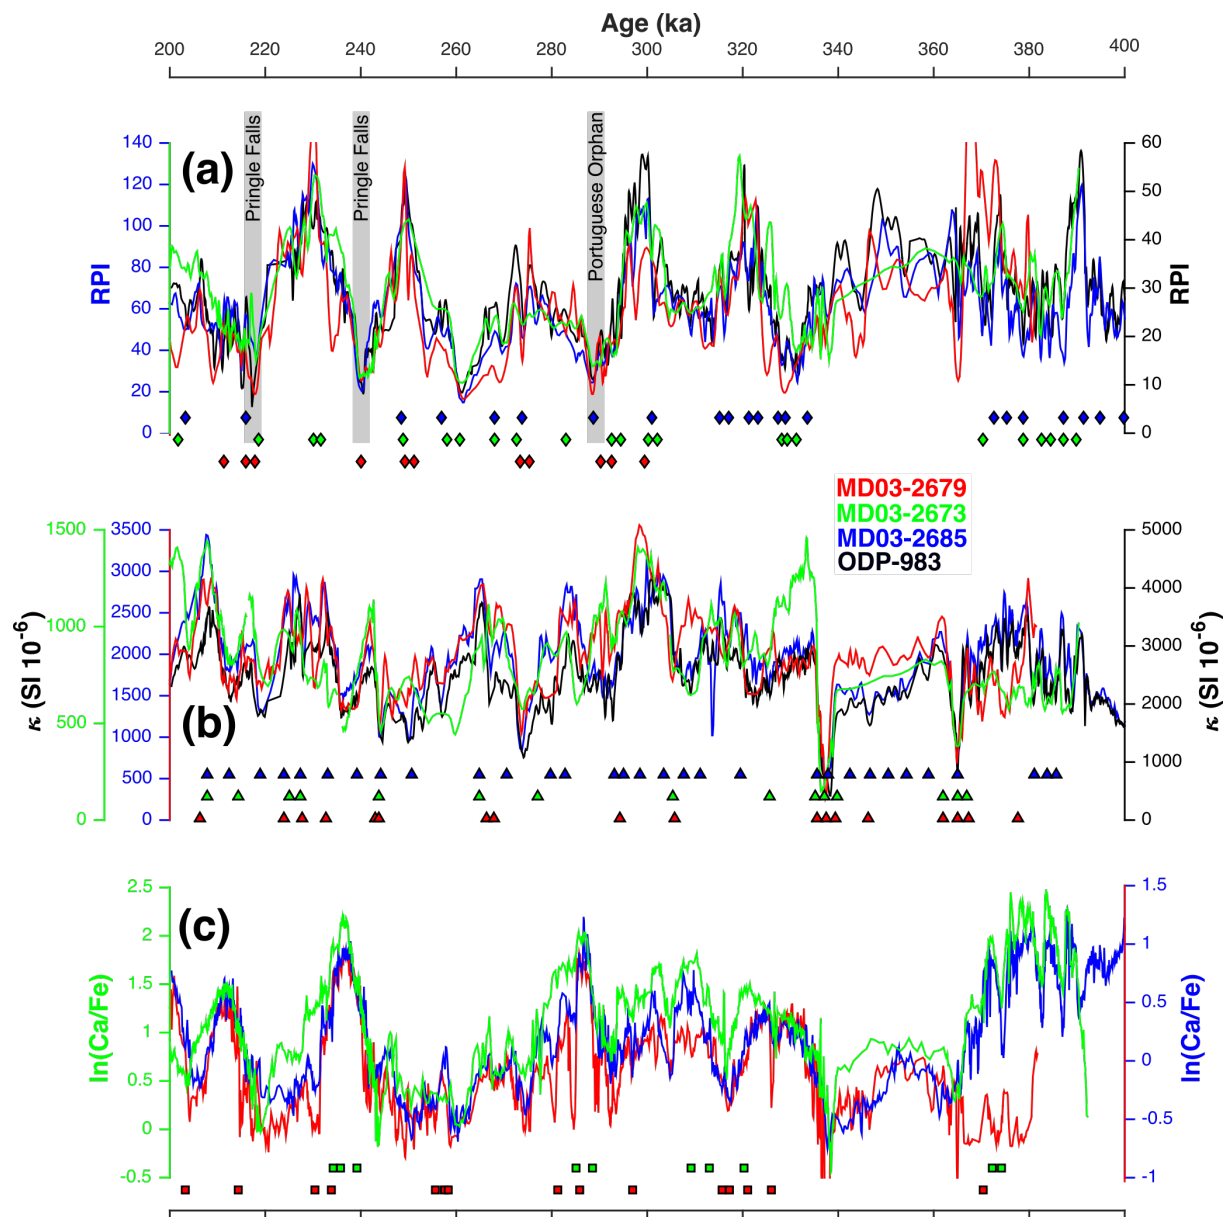 Age (ka)
200 220 240 260 280 300 320 340 360 380 400
(a)
Pringle Falls
Pringle Falls
Portuguese Orphan
RPI
140
120
100
80
60
40
20
0
RPI
60
50
40
30
20
10
0
MD03-2679
MD03-2673
MD03-2685
ODP-983
(b)
κ (SI 10-6)
1500
1000
500
0
3500
3000
2500
2000
1500
1000
500
0
κ (SI 10-6)
5000
4000
3000
2000
1000
0
(c)
ln(Ca/Fe)
2.5
2
1.5
1
0.5
0
-0.5
ln(Ca/Fe)
1.5
1
0.5
0
-0.5
-1